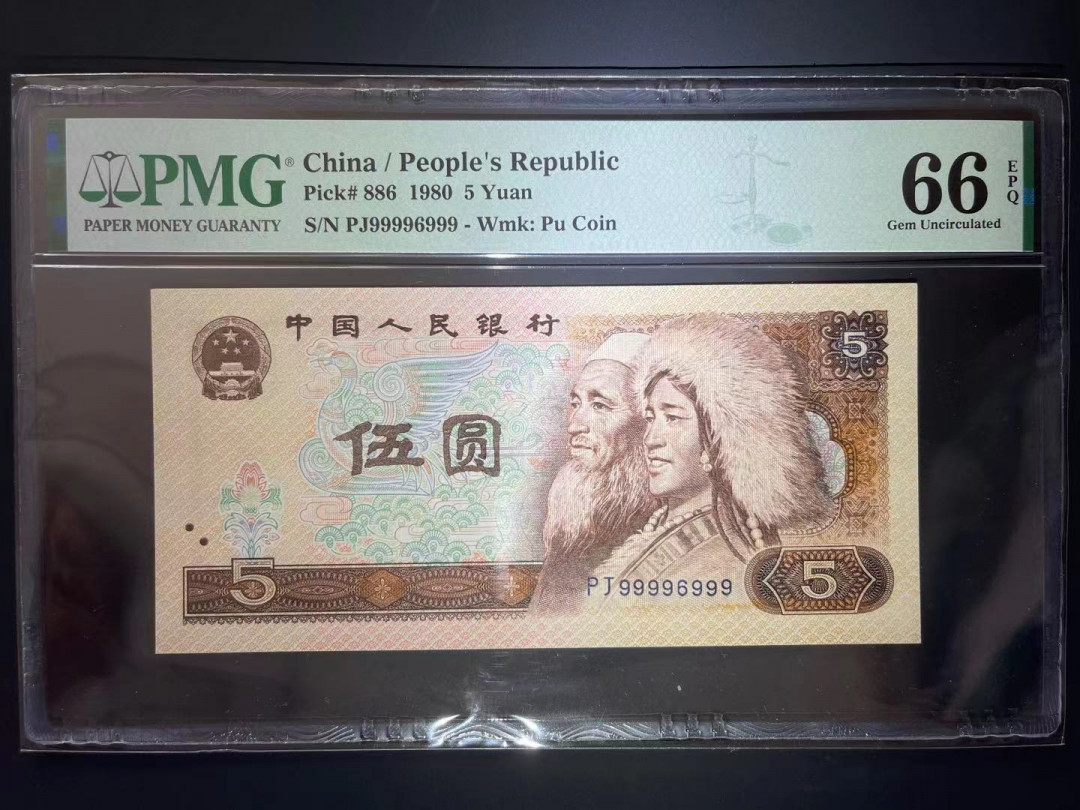 PMG®
PAPER MONEY GUARANTY
China / People's Republic
Pick# 886 1980 5 Yuan
S/N PJ99996999 - Wmk: Pu Coin
66
EPQ
Gem Uncirculated
中国人民银行
5
伍圆
5
PJ99996999
5